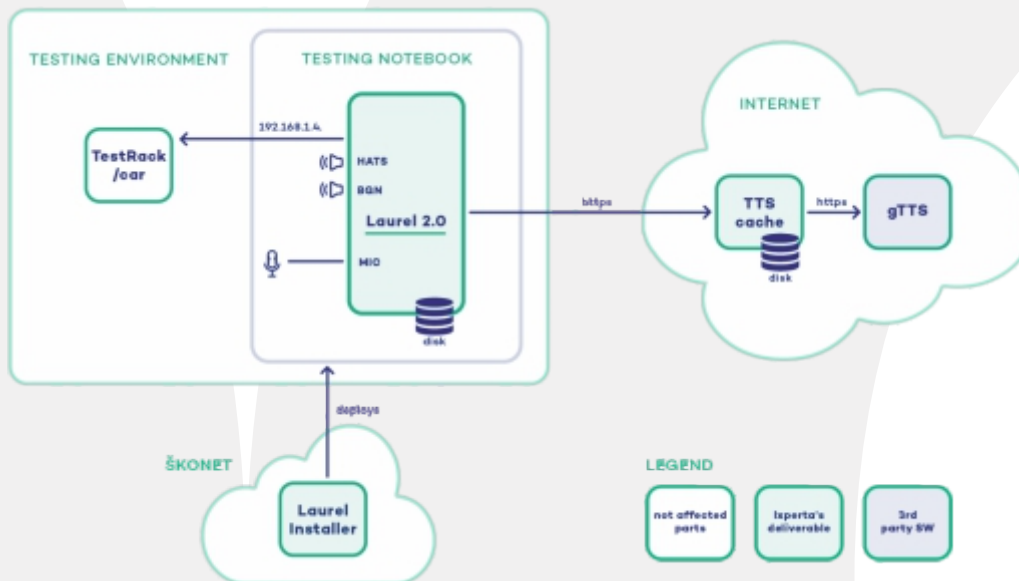 TESTING ENVIRONMENT
TESTING NOTEBOOK
192.168.1.4.
TestRack
/car
HATS
BGN
Laurel 2.0
MIC
disk
https
INTERNET
TTS
cache
disk
https
gTTS
deploys
ŠKONET
Laurel
Installer
LEGEND
not affected
parts
Ixperta's
deliverable
3rd
party SW